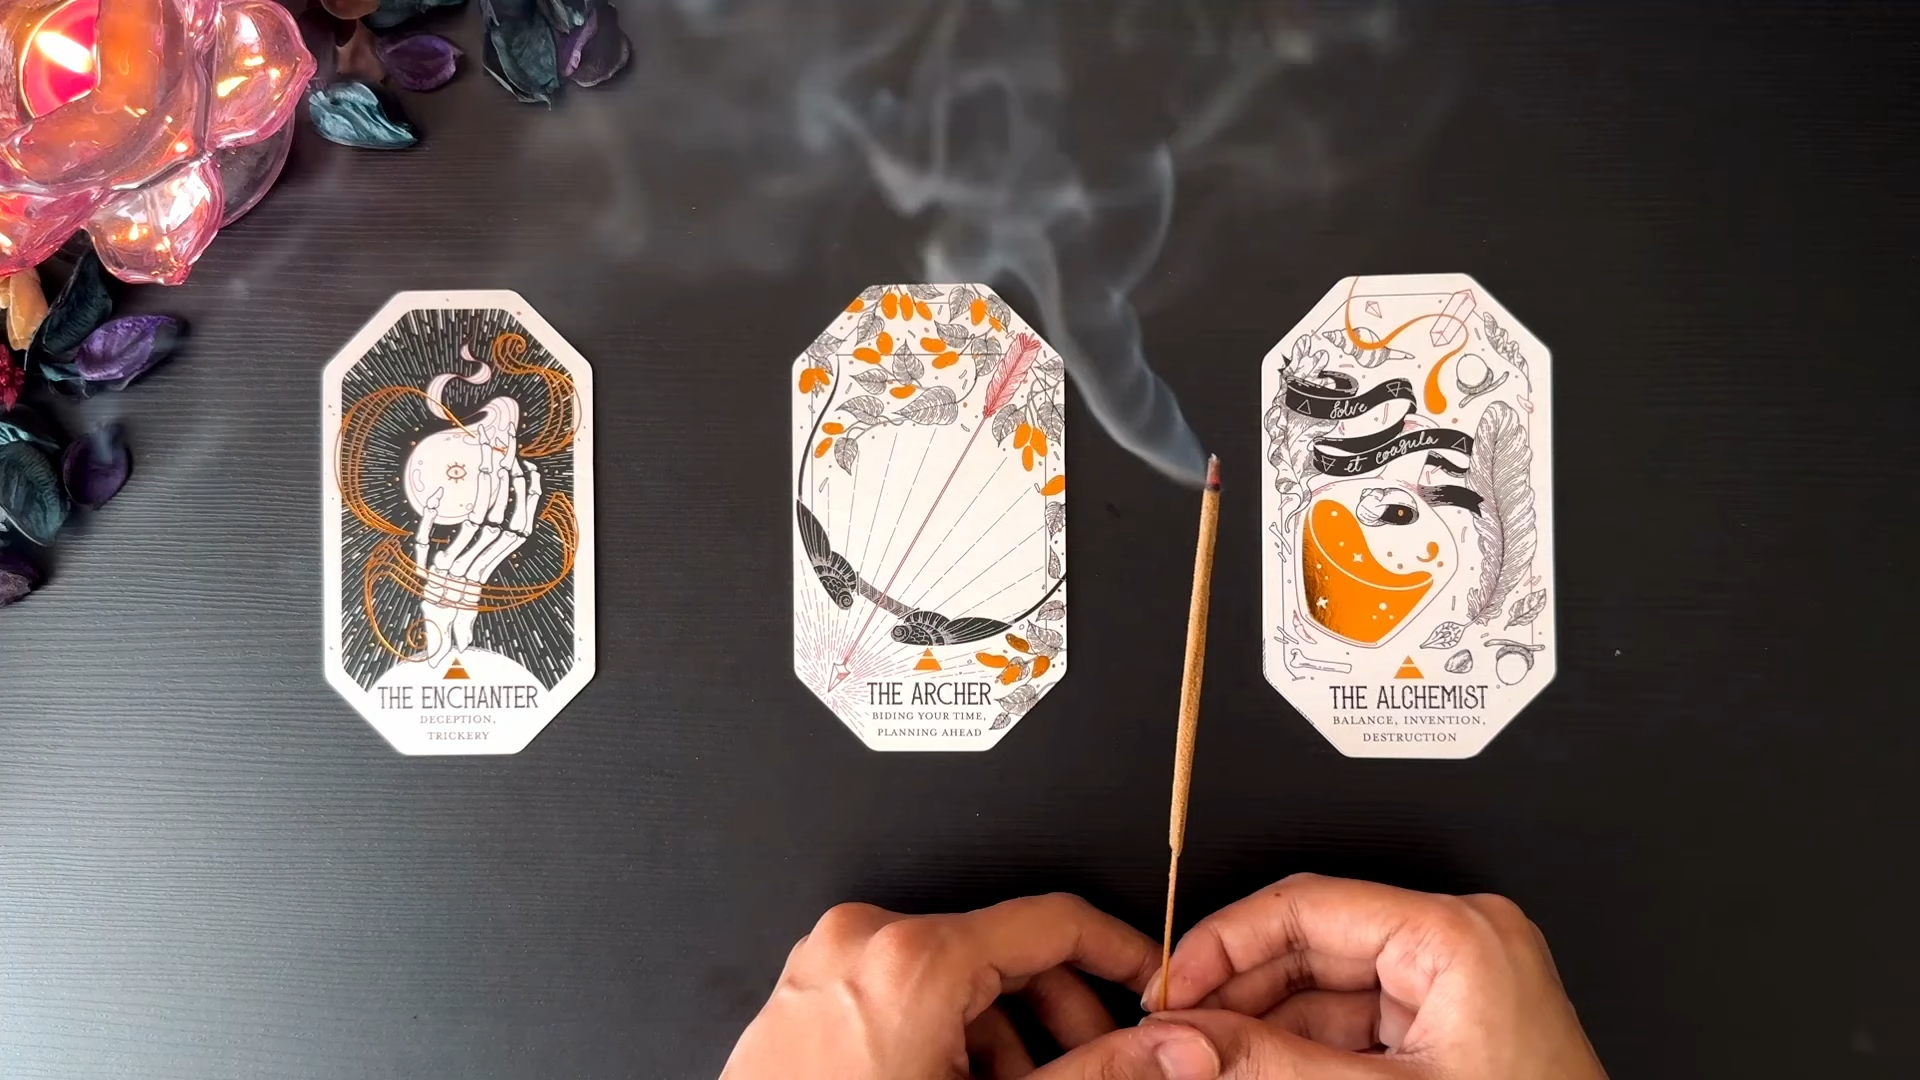 THE ENCHANTER
DECEPTION,
TRICKERY
THE ARCHER
BIDING YOUR TIME,
PLANNING AHEAD
Solve
et coagula
THE ALCHEMIST
BALANCE, INVENTION,
DESTRUCTION